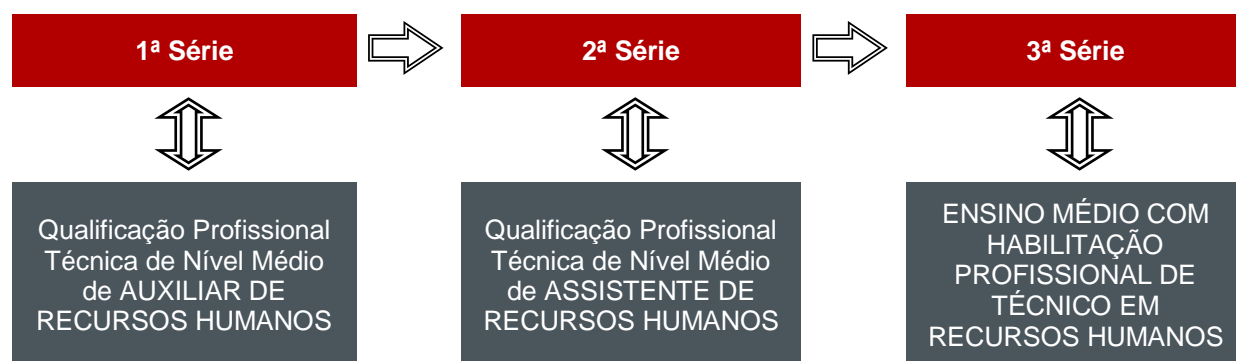 1ª Série
2ª Série
3ª Série
Qualificação Profissional
Técnica de Nível Médio
de AUXILIAR DE
RECURSOS HUMANOS
Qualificação Profissional
Técnica de Nível Médio
de ASSISTENTE DE
RECURSOS HUMANOS
ENSINO MÉDIO COM
HABILITAÇÃO
PROFISSIONAL DE
TÉCNICO EM
RECURSOS HUMANOS